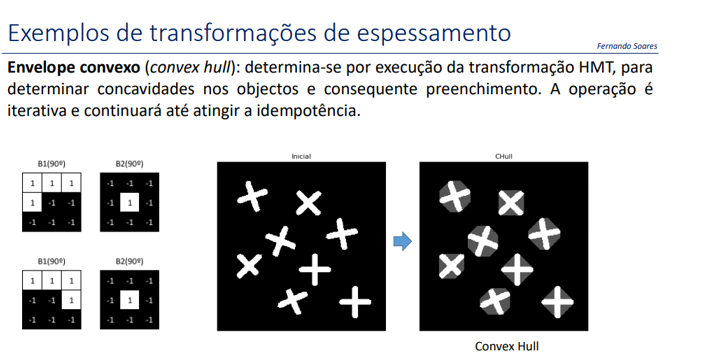 Exemplos de transformações de espessamento
Fernando Soares
Envelope convexo (convex hull): determina-se por execução da transformação HMT, para
determinar concavidades nos objectos e consequente preenchimento. A operação é
iterativa e continuará até atingir a idempotência.
B1(90º) B2(90º)
1 1 1 -1 -1 -1
1 -1 -1 -1 1 -1
-1 -1 -1 -1 -1 -1
B1(90º) B2(90º)
1 1 1 -1 -1 -1
-1 -1 1 -1 1 -1
-1 -1 -1 -1 -1 -1
Inicial
CHull
Convex Hull